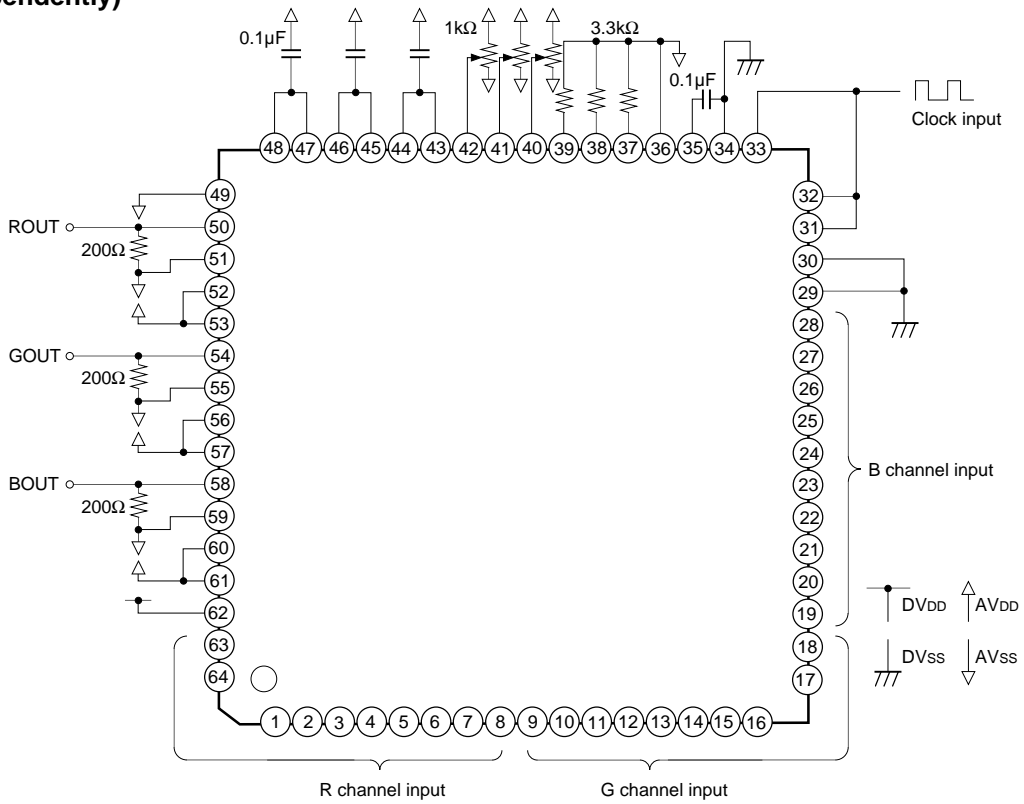 pendently)
0.1µF
1kΩ
3.3kΩ
0.1µF
Clock input
48 47 46 45 44 43 42 41 40 39 38 37 36 35 34 33
49
50
51
52
53
54
55
56
57
58
59
60
61
62
63
64
ROUT
200Ω
GOUT
200Ω
BOUT
200Ω
32
31
30
29
28
27
26
25
24
23
22
21
20
19
18
17
B channel input
DVDD
AVDD
DVSS
AVSS
1 2 3 4 5 6 7 8 9 10 11 12 13 14 15 16
R channel input
G channel input